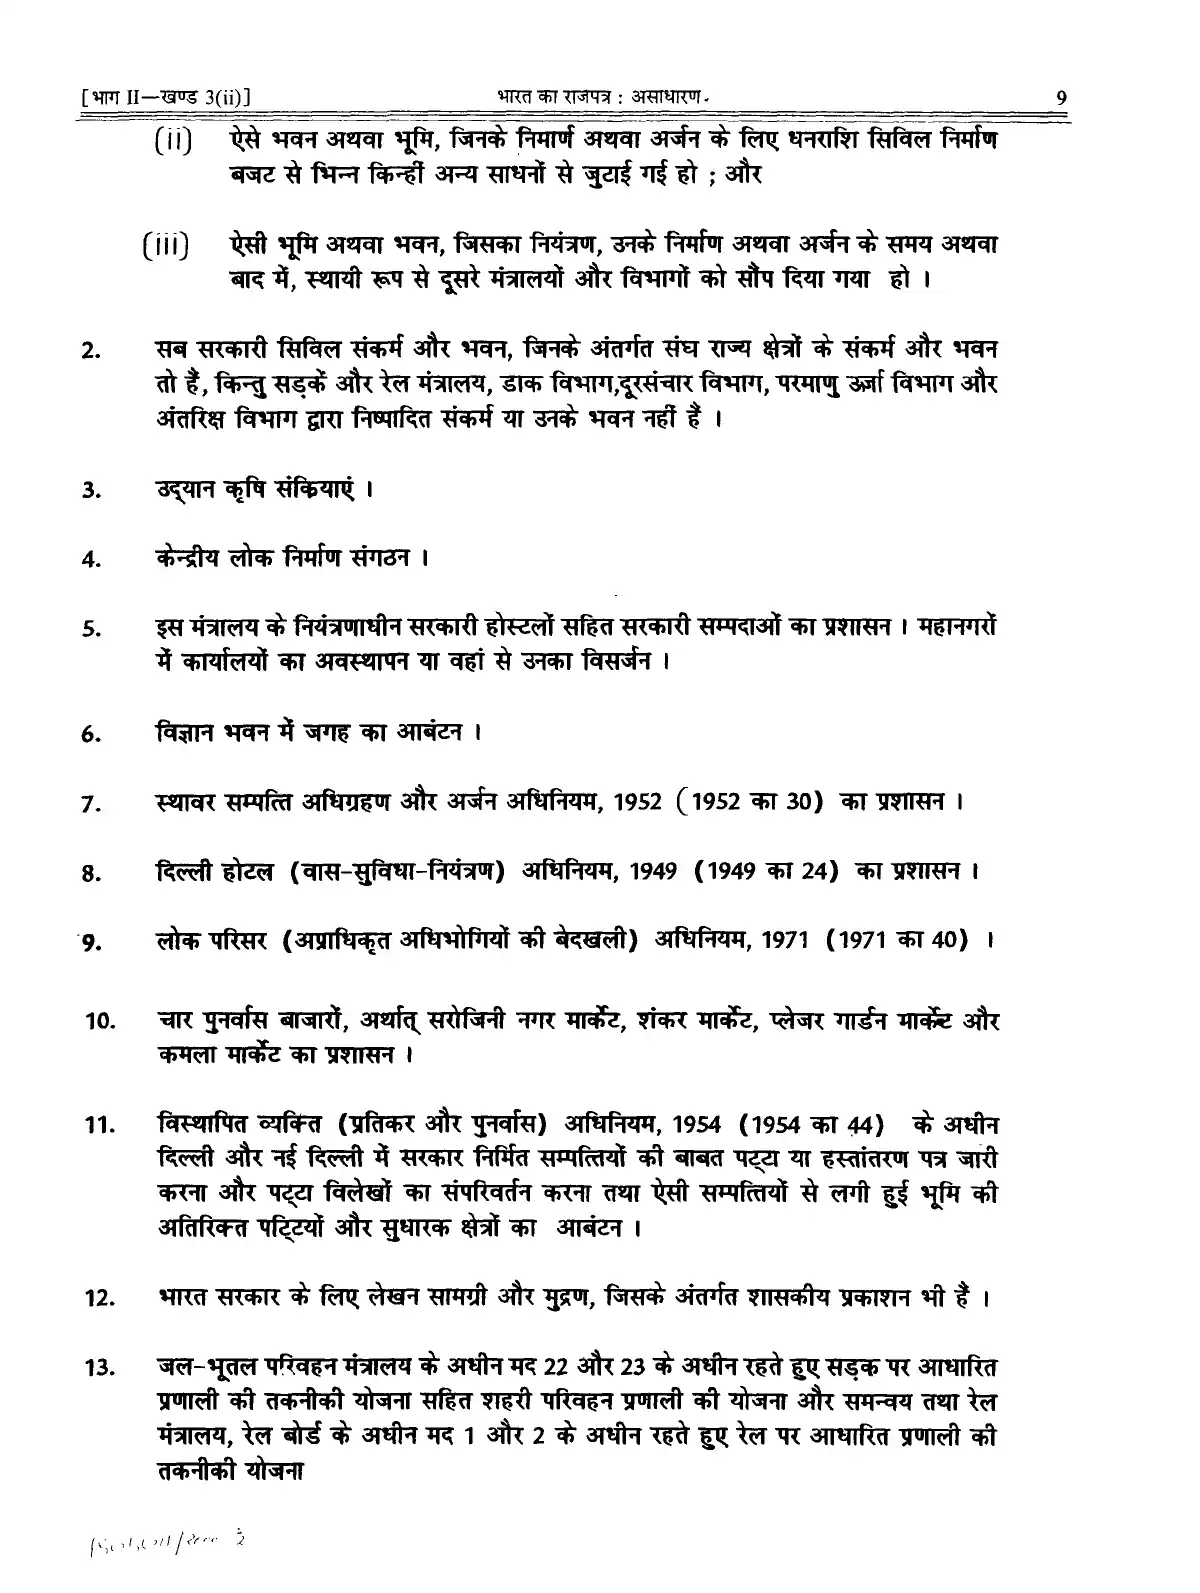 [ भाग II—खण्ड 3(ii)]
भारत का राजपत्र : असाधारण
9
(ii) ऐसे भवन अथवा भूमि, जिनके निमार्ण अथवा अर्जन के लिए धनराशि सिविल निर्माण
बजट से भिन्न किन्हीं अन्य साधनों से जुटाई गई हो ; और
(iii) ऐसी भूमि अथवा भवन, जिसका नियंत्रण, उनके निर्माण अथवा अर्जन के समय अथवा
बाद में, स्थायी रूप से दूसरे मंत्रालयों और विभागों को सौंप दिया गया हो ।
2. सब सरकारी सिविल संकर्म और भवन, जिनके अंतर्गत संघ राज्य क्षेत्रों के संकर्म और भवन
तो हैं, किन्तु सड़कें और रेल मंत्रालय, डाक विभाग,दूरसंचार विभाग, परमाणु उर्जा विभाग और
अंतरिक्ष विभाग द्वारा निष्पादित संकर्म या उनके भवन नहीं हैं ।
3. उद्यान कृषि संक्रियाएं ।
4. केन्द्रीय लोक निर्माण संगठन ।
5. इस मंत्रालय के नियंत्रणाधीन सरकारी होस्टलों सहित सरकारी सम्पदाओं का प्रशासन । महानगरों
में कार्यालयों का अवस्थापन या वहां से उनका विसर्जन ।
6. विज्ञान भवन में जगह का आबंटन ।
7. स्थावर सम्पत्ति अधिग्रहण और अर्जन अधिनियम, 1952 (1952 का 30) का प्रशासन ।
8. दिल्ली होटल (वास-सुविधा-नियंत्रण) अधिनियम, 1949 (1949 का 24) का प्रशासन ।
9. लोक परिसर (अप्राधिकृत अधिभोगियों की बेदखली) अधिनियम, 1971 (1971 का 40) ।
10. चार पुनर्वास बाजारों, अर्थात् सरोजिनी नगर मार्केट, शंकर मार्केट, प्लेजर गार्डन मार्केट और
कमला मार्केट का प्रशासन ।
11. विस्थापित व्यक्ति (प्रतिकर और पुनर्वास) अधिनियम, 1954 (1954 का 44) के अधीन
दिल्ली और नई दिल्ली में सरकार निर्मित सम्पत्तियों की बाबत पट्टा या हस्तांतरण पत्र जारी
करना और पट्टा विलेखों का संपरिवर्तन करना तथा ऐसी सम्पत्तियों से लगी हुई भूमि की
अतिरिक्त पट्टियों और सुधारक क्षेत्रों का आबंटन ।
12. भारत सरकार के लिए लेखन सामग्री और मुद्रण, जिसके अंतर्गत शासकीय प्रकाशन भी हैं ।
13. जल-भूतल परिवहन मंत्रालय के अधीन मद 22 और 23 के अधीन रहते हुए सड़क पर आधारित
प्रणाली की तकनीकी योजना सहित शहरी परिवहन प्रणाली की योजना और समन्वय तथा रेल
मंत्रालय, रेल बोर्ड के अधीन मद 1 और 2 के अधीन रहते हुए रेल पर आधारित प्रणाली की
तकनीकी योजना